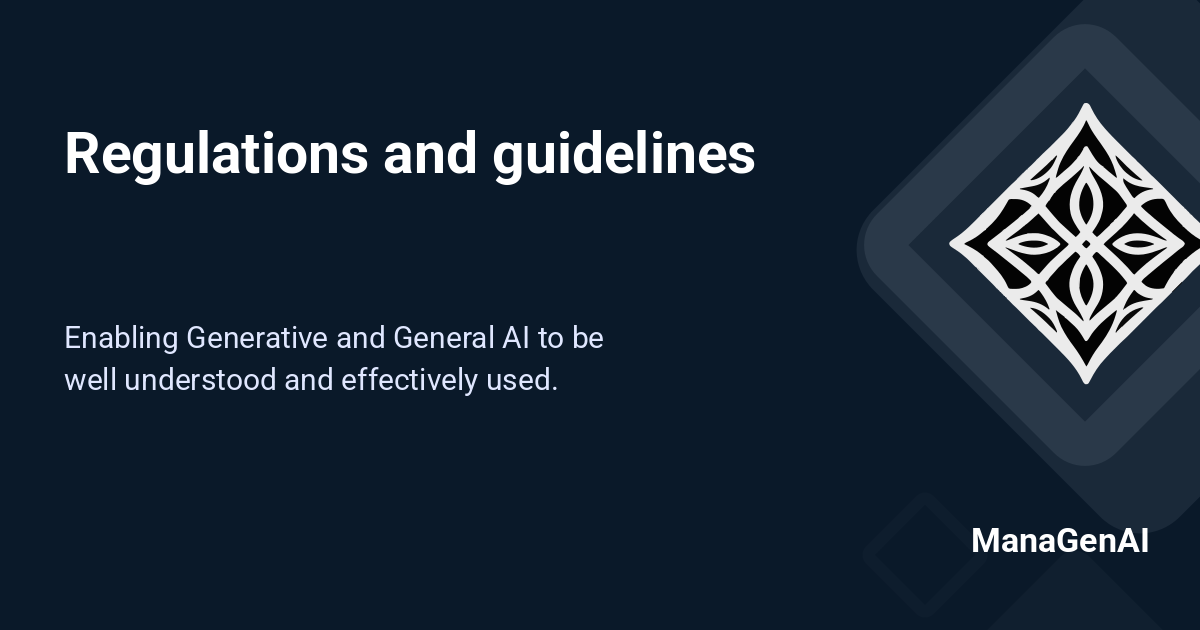 Regulations and guidelines
Enabling Generative and General AI to be
well understood and effectively used.
ManaGenAI